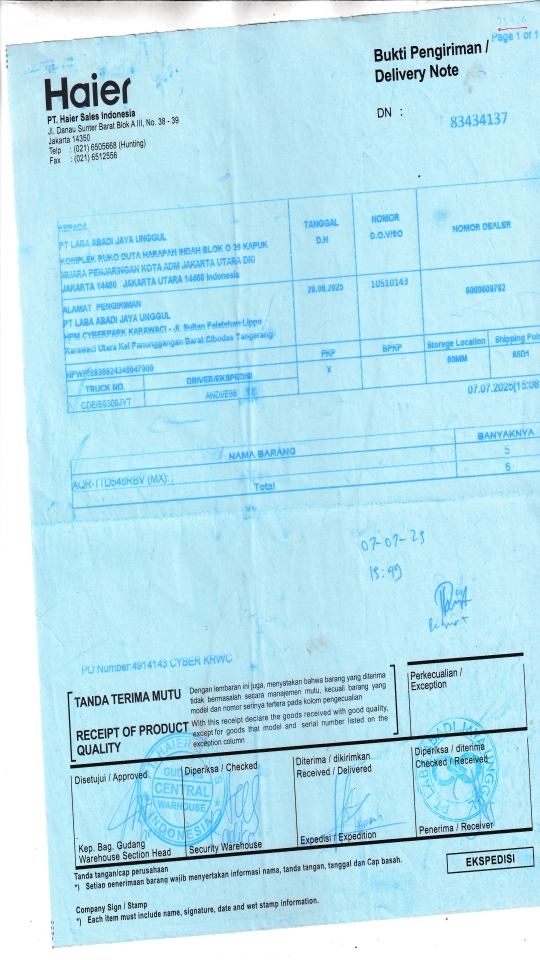 Page 1 of 1
Bukti Pengiriman /
Delivery Note
Haier
PT. Haier Sales Indonesia
Jl. Danau Sunter Barat Blok A III, No. 38 - 39
Jakarta 14350
Telp : (021) 6505668 (Hunting)
Fax : (021) 6512556
DN : 83434137
KEPADA
PT LABA ABADI JAYA UNGGUL
KOMPLEK RUKO DUTA HARAPAN INDAH BLOK O 29 KAPUK
MUARA PENJARINGAN KOTA ADM JAKARTA UTARA DKI
JAKARTA 14460 JAKARTA UTARA 14460 Indonesia
TANGGAL
D.N
NOMOR
D.O.V/SO
NOMOR DEALER
28.06.2025
10510143
ALAMAT PENGIRIMAN
PT LABA ABADI JAYA UNGGUL
HPM CYBERPARK KARAWACI - Jl. Sultan Falatehan Lippo
Karawaci Utara Kel Panunggangan Barat Cibodas Tangerang
PKP
BPKP
Storege Location
Shipping Poin
X
TRUCK NO.
DRIVER/EKSPEDISI
07.07.2025(15:08
NAMA BARANG
BANYAKNYA
5
Total
5
07-07-25
PO Number:4914143 CYBER KRWC
TANDA TERIMA MUTU
Dengan lembaran ini juga, menyatakan bahwa barang yang diterima
tidak bermasalah secara manajemen mutu, kecuali barang yang
model dan nomor serinya tertera pada kolom pengecualian
RECEIPT OF PRODUCT
QUALITY
With this receipt declare the goods received with good quality,
except for goods that model and serial number listed on the
exception column
Perkecualian /
Exception
Disetujui / Approved
Diperiksa / Checked
Diterima / dikirimkan
Received / Delivered
Diperiksa / diterima
Checked / Received
GUDANG
CENTRAL
WAREHOUSE
INDONESIA
Kep. Bag. Gudang
Warehouse Section Head
Security Warehouse
Expedisi / Expedition
Penerima / Receiver
Tanda tangan/cap perusahaan
*) Setiap penerimaan barang wajib menyertakan informasi nama, tanda tangan, tanggal dan Cap basah.
EKSPEDISI
Company Sign / Stamp
*) Each item must include name, signature, date and wet stamp information.